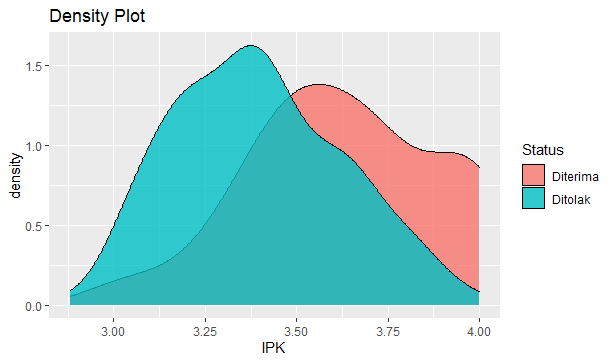 Density Plot
1.5
1.0
0.5
0.0
density
3.00 3.25 3.50 3.75 4.00
IPK
Status
Diterima
Ditolak